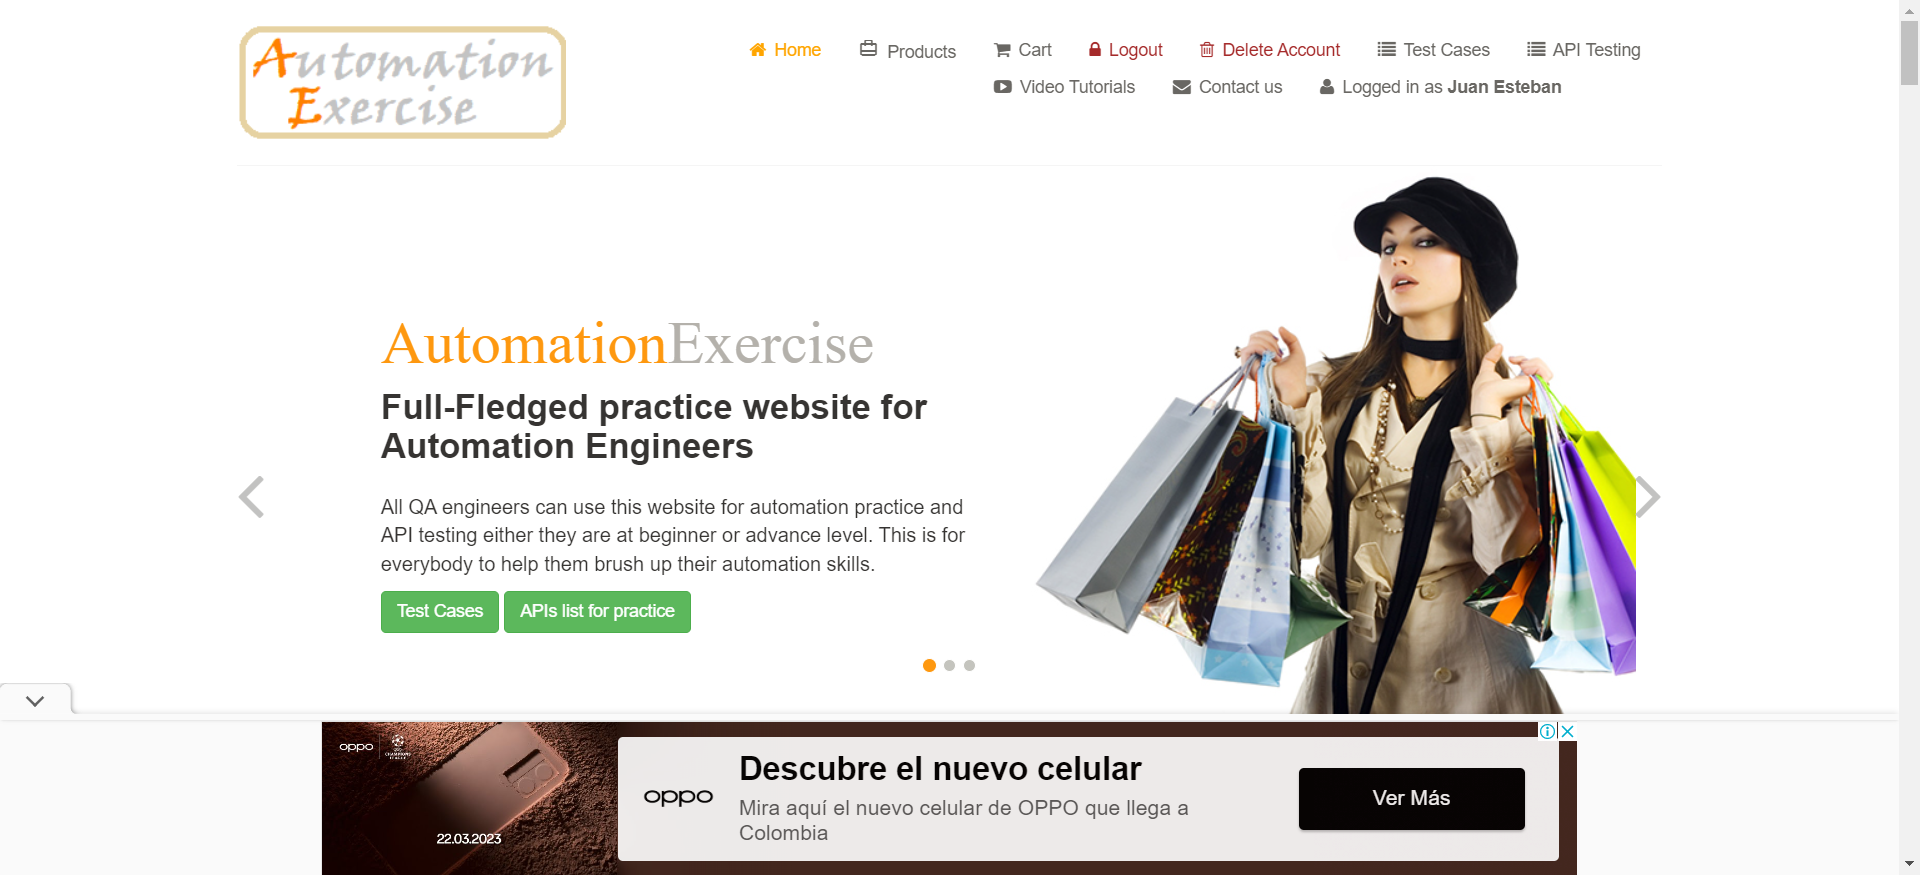 Automation
Exercise
Home
Products
Cart
Logout
Delete Account
Test Cases
API Testing
Video Tutorials
Contact us
Logged in as Juan Esteban
AutomationExercise
Full-Fledged practice website for
Automation Engineers
All QA engineers can use this website for automation practice and
API testing either they are at beginner or advance level. This is for
everybody to help them brush up their automation skills.
Test Cases
APIs list for practice
oppo
CHAMPIONS
LEAGUE
22.03.2023
oppo
Descubre el nuevo celular
Mira aquí el nuevo celular de OPPO que llega a
Colombia
Ver Más